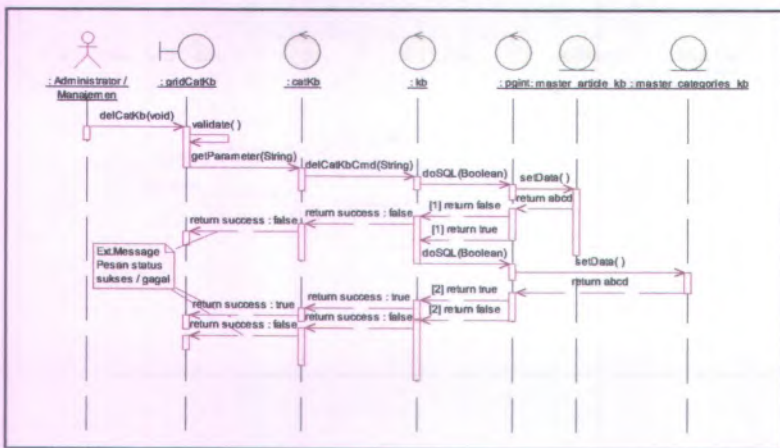 : Administrator /
Manajemen
: gridCatKb
: catKb
: kb
: pgint
: master_article_kb
: master_categories_kb
delCatKb(void)
validate( )
getParameter(String)
delCatKbCmd(String)
doSQL(Boolean)
setData( )
return abcd
[1] return false
return success : false
return success : false
[1] return true
doSQL(Boolean)
setData( )
return abcd
Ext.Message
Pesan status
sukses / gagal
[2] return true
return success : true
return success : true
[2] return false
return success : false
return success : false